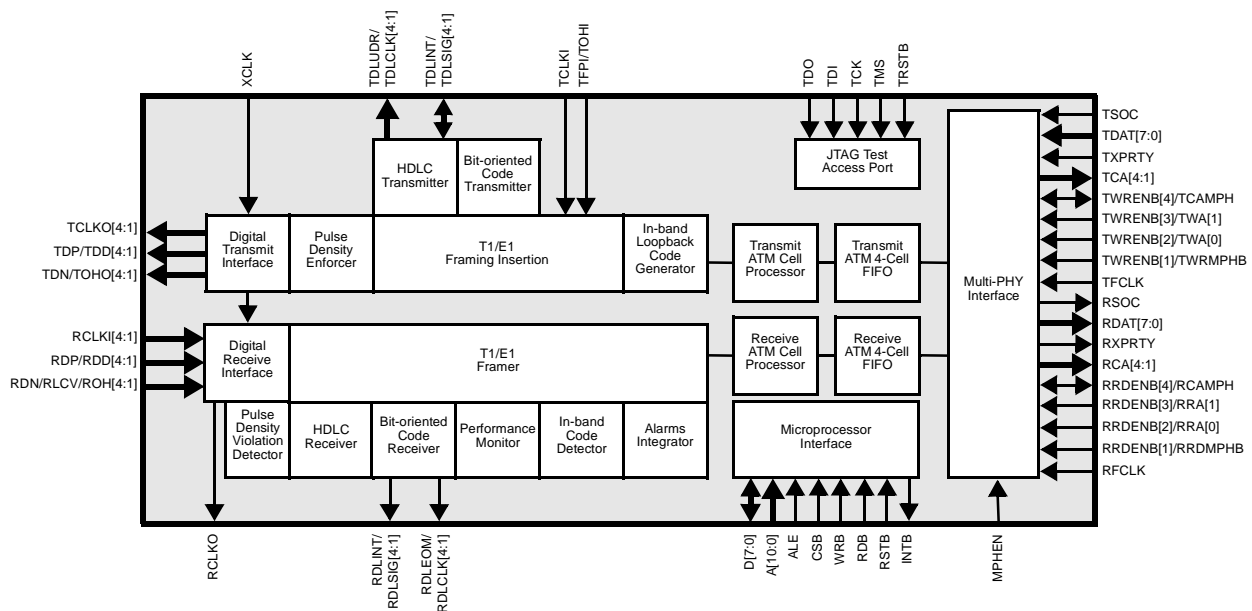 XCLK
TDLUDR/
TDLCLK[4:1]
TDLINT/
TDLSIG[4:1]
TCLKI
TFPI/TOHI
TDO
TDI
TCK
TMS
TRSTB
HDLC
Transmitter
Bit-oriented
Code
Transmitter
JTAG Test
Access Port
TCLKO[4:1]
TDP/TDD[4:1]
TDN/TOHO[4:1]
Digital
Transmit
Interface
Pulse
Density
Enforcer
T1/E1
Framing Insertion
In-band
Loopback
Code
Generator
Transmit
ATM Cell
Processor
Transmit
ATM 4-Cell
FIFO
Multi-PHY
Interface
TSOC
TDAT[7:0]
TXPRTY
TCA[4:1]
TWRENB[4]/TCAMPH
TWRENB[3]/TWA[1]
TWRENB[2]/TWA[0]
TWRENB[1]/TWRMPHB
TFCLK
RSOC
RDAT[7:0]
RXPRTY
RCA[4:1]
RRDENB[4]/RCAMPH
RRDENB[3]/RRA[1]
RRDENB[2]/RRA[0]
RRDENB[1]/RRDMPHB
RFCLK
RCLKI[4:1]
RDP/RDD[4:1]
RDN/RLCV/ROH[4:1]
Digital
Receive
Interface
T1/E1
Framer
Receive
ATM Cell
Processor
Receive
ATM 4-Cell
FIFO
Pulse
Density
Violation
Detector
HDLC
Receiver
Bit-oriented
Code
Receiver
Performance
Monitor
In-band
Code
Detector
Alarms
Integrator
Microprocessor
Interface
RCLKO
RDLINT/
RDLSIG[4:1]
RDLEOM/
RDLCLK[4:1]
D[7:0]
A[10:0]
ALE
CSB
WRB
RDB
RSTB
INTB
MPHEN